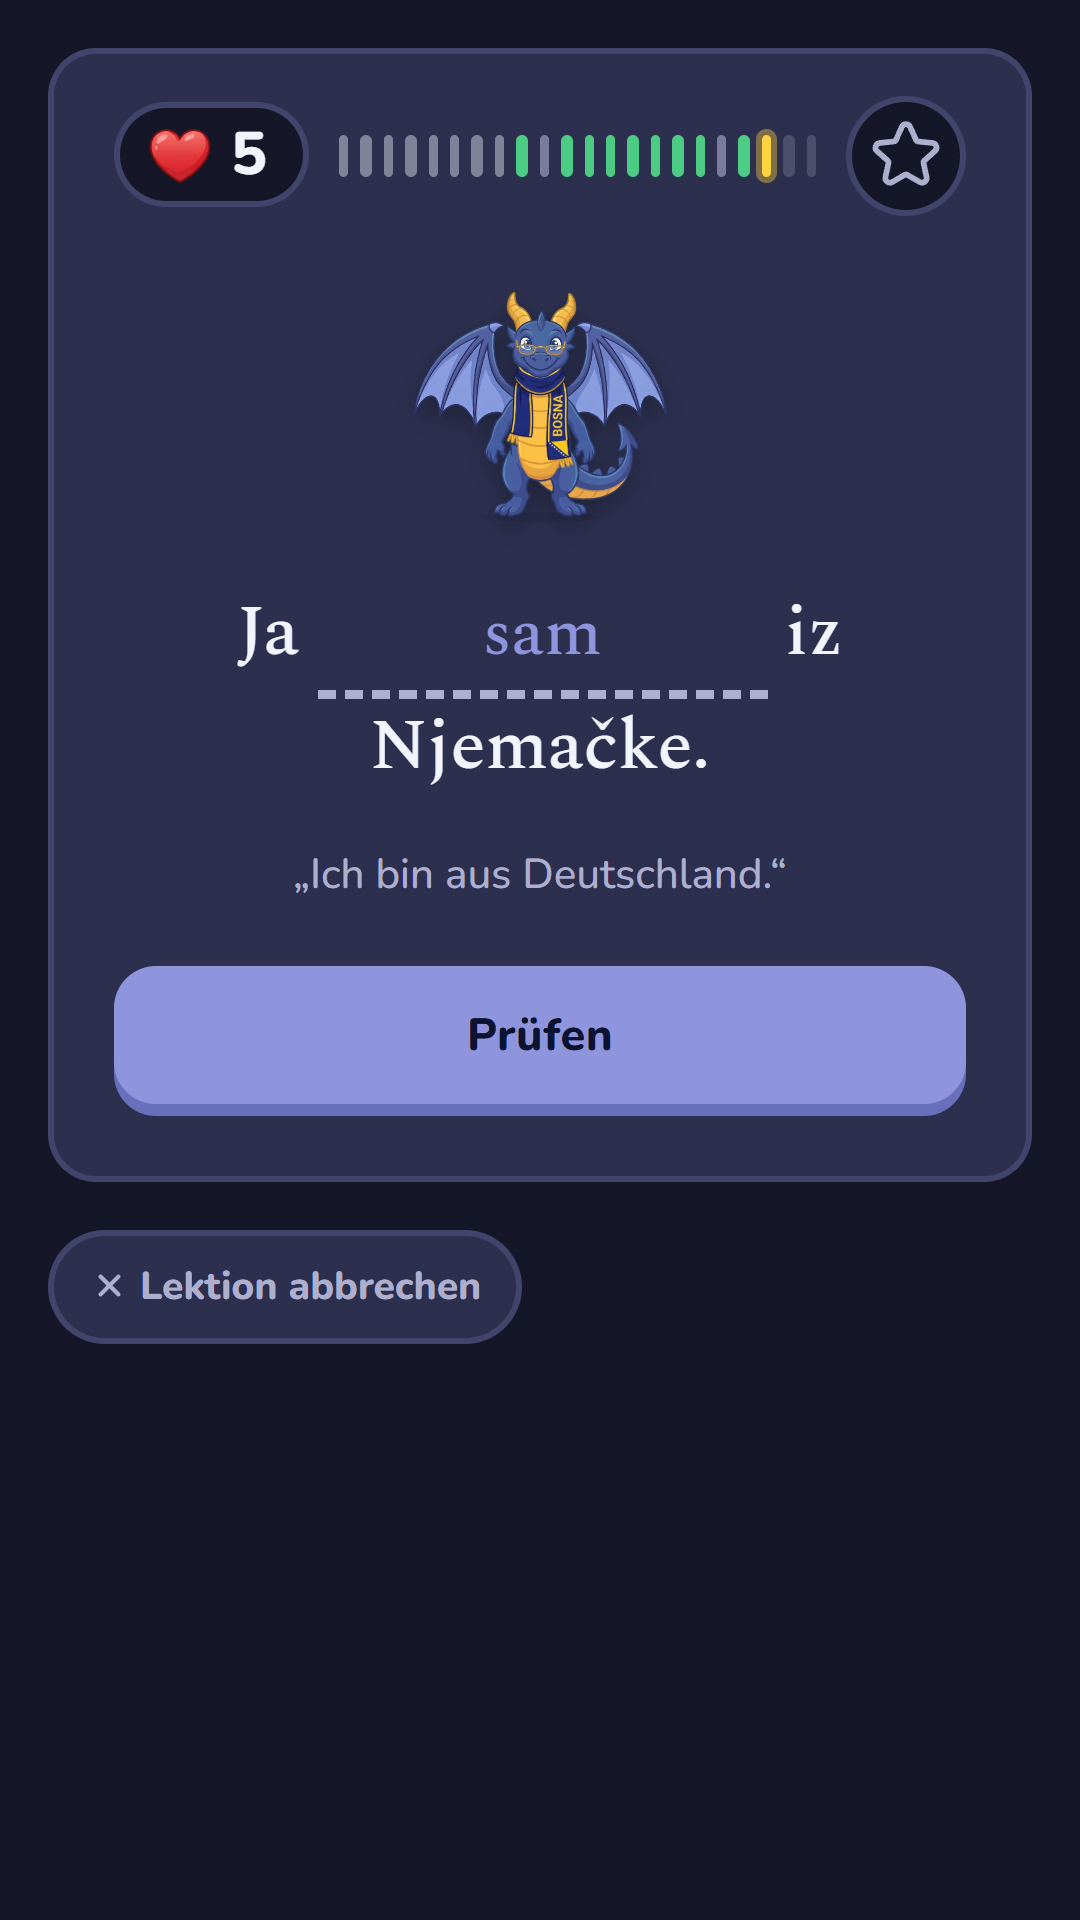 5
BOSNA
Ja sam iz
Njemačke.
„Ich bin aus Deutschland.“
Prüfen
Lektion abbrechen